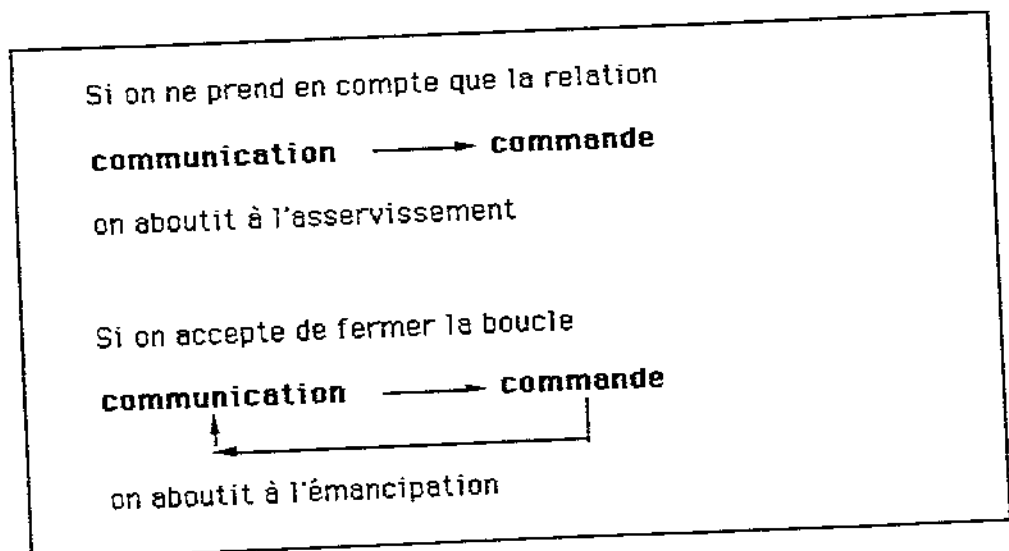 Si on ne prend en compte que la relation
communication → commande
on aboutit à l'asservissement
Si on accepte de fermer la boucle
communication → commande
on aboutit à l'émancipation